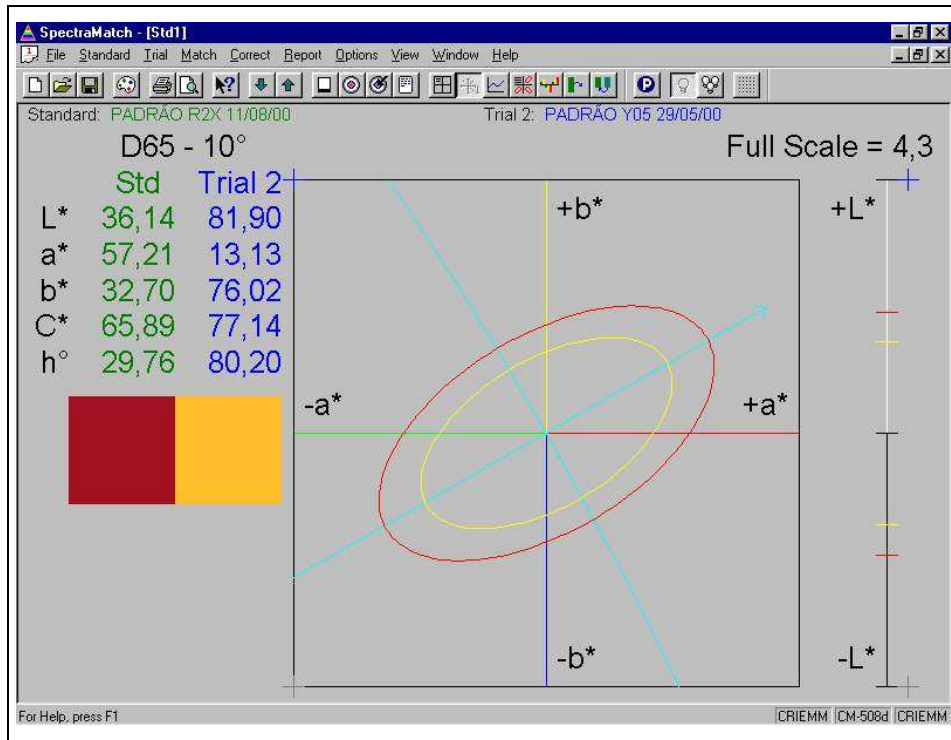 SpectraMatch - [Std1]
File Standard Trial Match Correct Report Options View Window Help
Standard: PADRÃO R2X 11/08/00 Trial 2: PADRÃO Y05 29/05/00
D65 - 10° Full Scale = 4,3
Std Trial 2
L* 36,14 81,90
a* 57,21 13,13
b* 32,70 76,02
C* 65,89 77,14
h° 29,76 80,20
+b* +L*
-a* +a*
-b* -L*
For Help, press F1 CRIEMM CM-508d CRIEMM